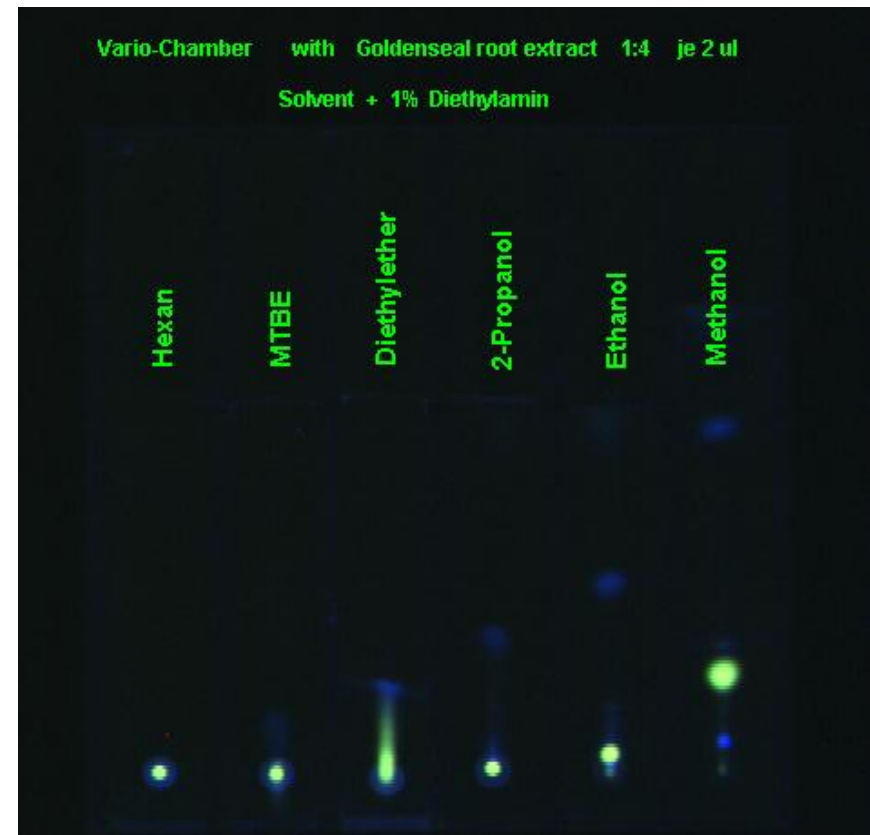 Vario-Chamber with Goldenseal root extract 1:4 je 2 ul
Solvent + 1% Diethylamin
Hexan
MTBE
Diethylether
2-Propanol
Ethanol
Methanol